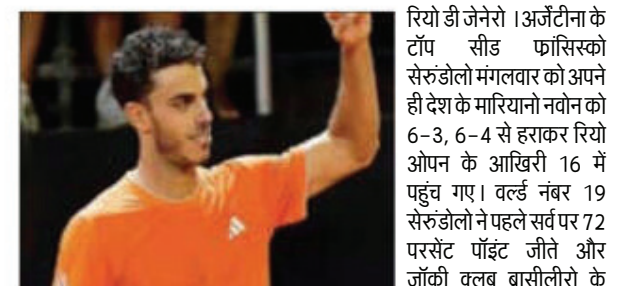 रियो डी जेनेरो । अर्जेंटीना के
टॉप सीड फ्रांसिस्को
सेरुंडोलो मंगलवार को अपने
ही देश के मारियानो नवोन को
6-3, 6-4 से हराकर रियो
ओपन के आखिरी 16 में
पहुंच गए। वर्ल्ड नंबर 19
सेरुंडोलो ने पहले सर्व पर 72
परसेंट पॉइंट जीते और
जॉकी क्लब ब्रासीलीरो के